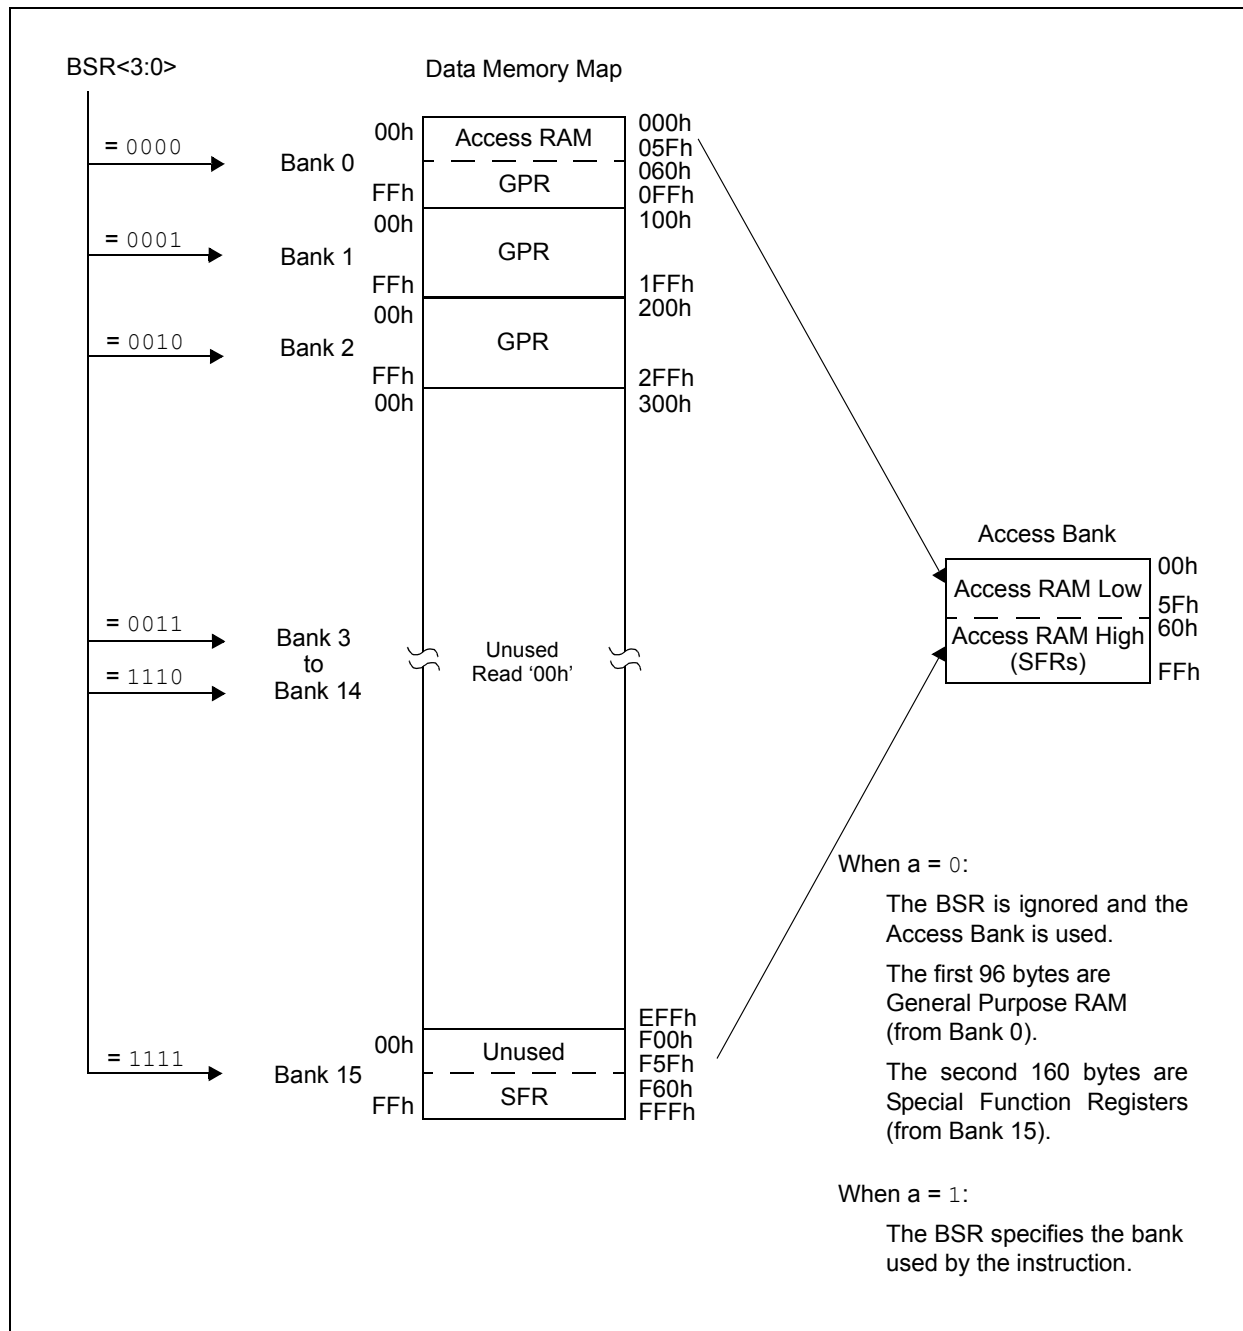 BSR<3:0>
Data Memory Map
= 0000
Bank 0
00h
Access RAM
000h
05Fh
FFh
GPR
060h
0FFh
= 0001
Bank 1
00h
GPR
100h
FFh
1FFh
= 0010
Bank 2
00h
GPR
200h
FFh
2FFh
00h
300h
= 0011
Bank 3
to
= 1110
Bank 14
Unused
Read ‘00h’
Access Bank
Access RAM Low
00h
5Fh
Access RAM High
(SFRs)
60h
FFh
EFFh
= 1111
Bank 15
00h
Unused
F00h
F5Fh
FFh
SFR
F60h
FFFh
When a = 0:
The BSR is ignored and the
Access Bank is used.
The first 96 bytes are
General Purpose RAM
(from Bank 0).
The second 160 bytes are
Special Function Registers
(from Bank 15).
When a = 1:
The BSR specifies the bank
used by the instruction.